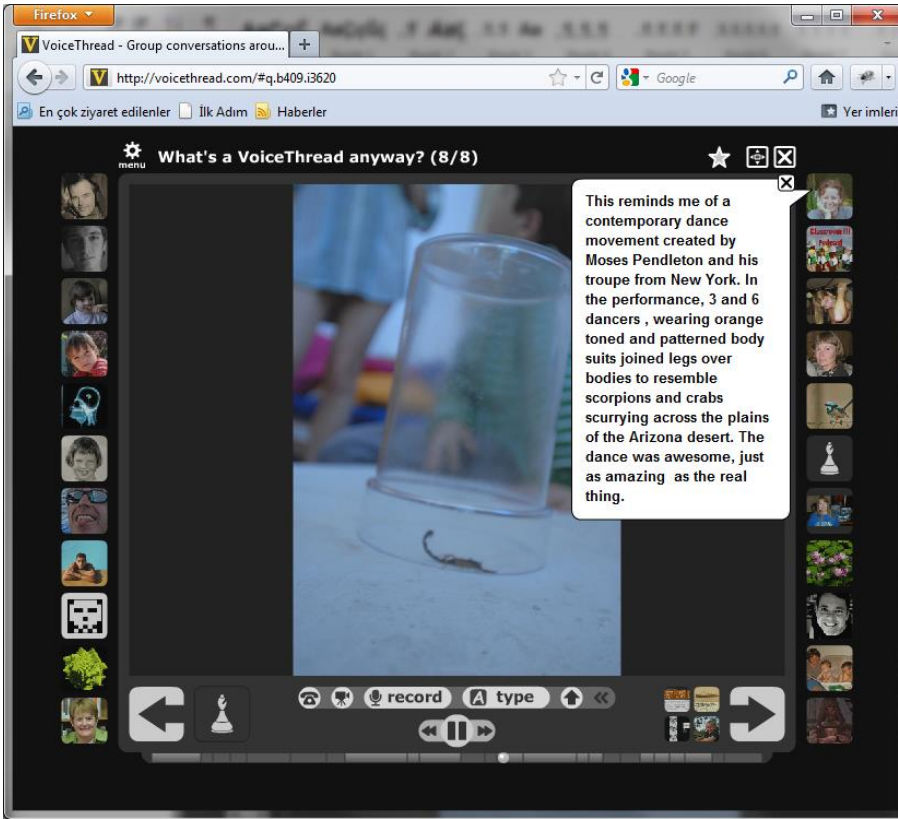 Firefox
VoiceThread - Group conversations arou...
http://voicethread.com/#q.b409.i3620
Google
En çok ziyaret edilenler
İlk Adım
Haberler
Yer imleri
menu
What's a VoiceThread anyway? (8/8)
This reminds me of a
contemporary dance
movement created by
Moses Pendleton and his
troupe from New York. In
the performance, 3 and 6
dancers , wearing orange
toned and patterned body
suits joined legs over
bodies to resemble
scorpions and crabs
scurrying across the plains
of the Arizona desert. The
dance was awesome, just
as amazing as the real
thing.
Classroom
Podcast
record
A type